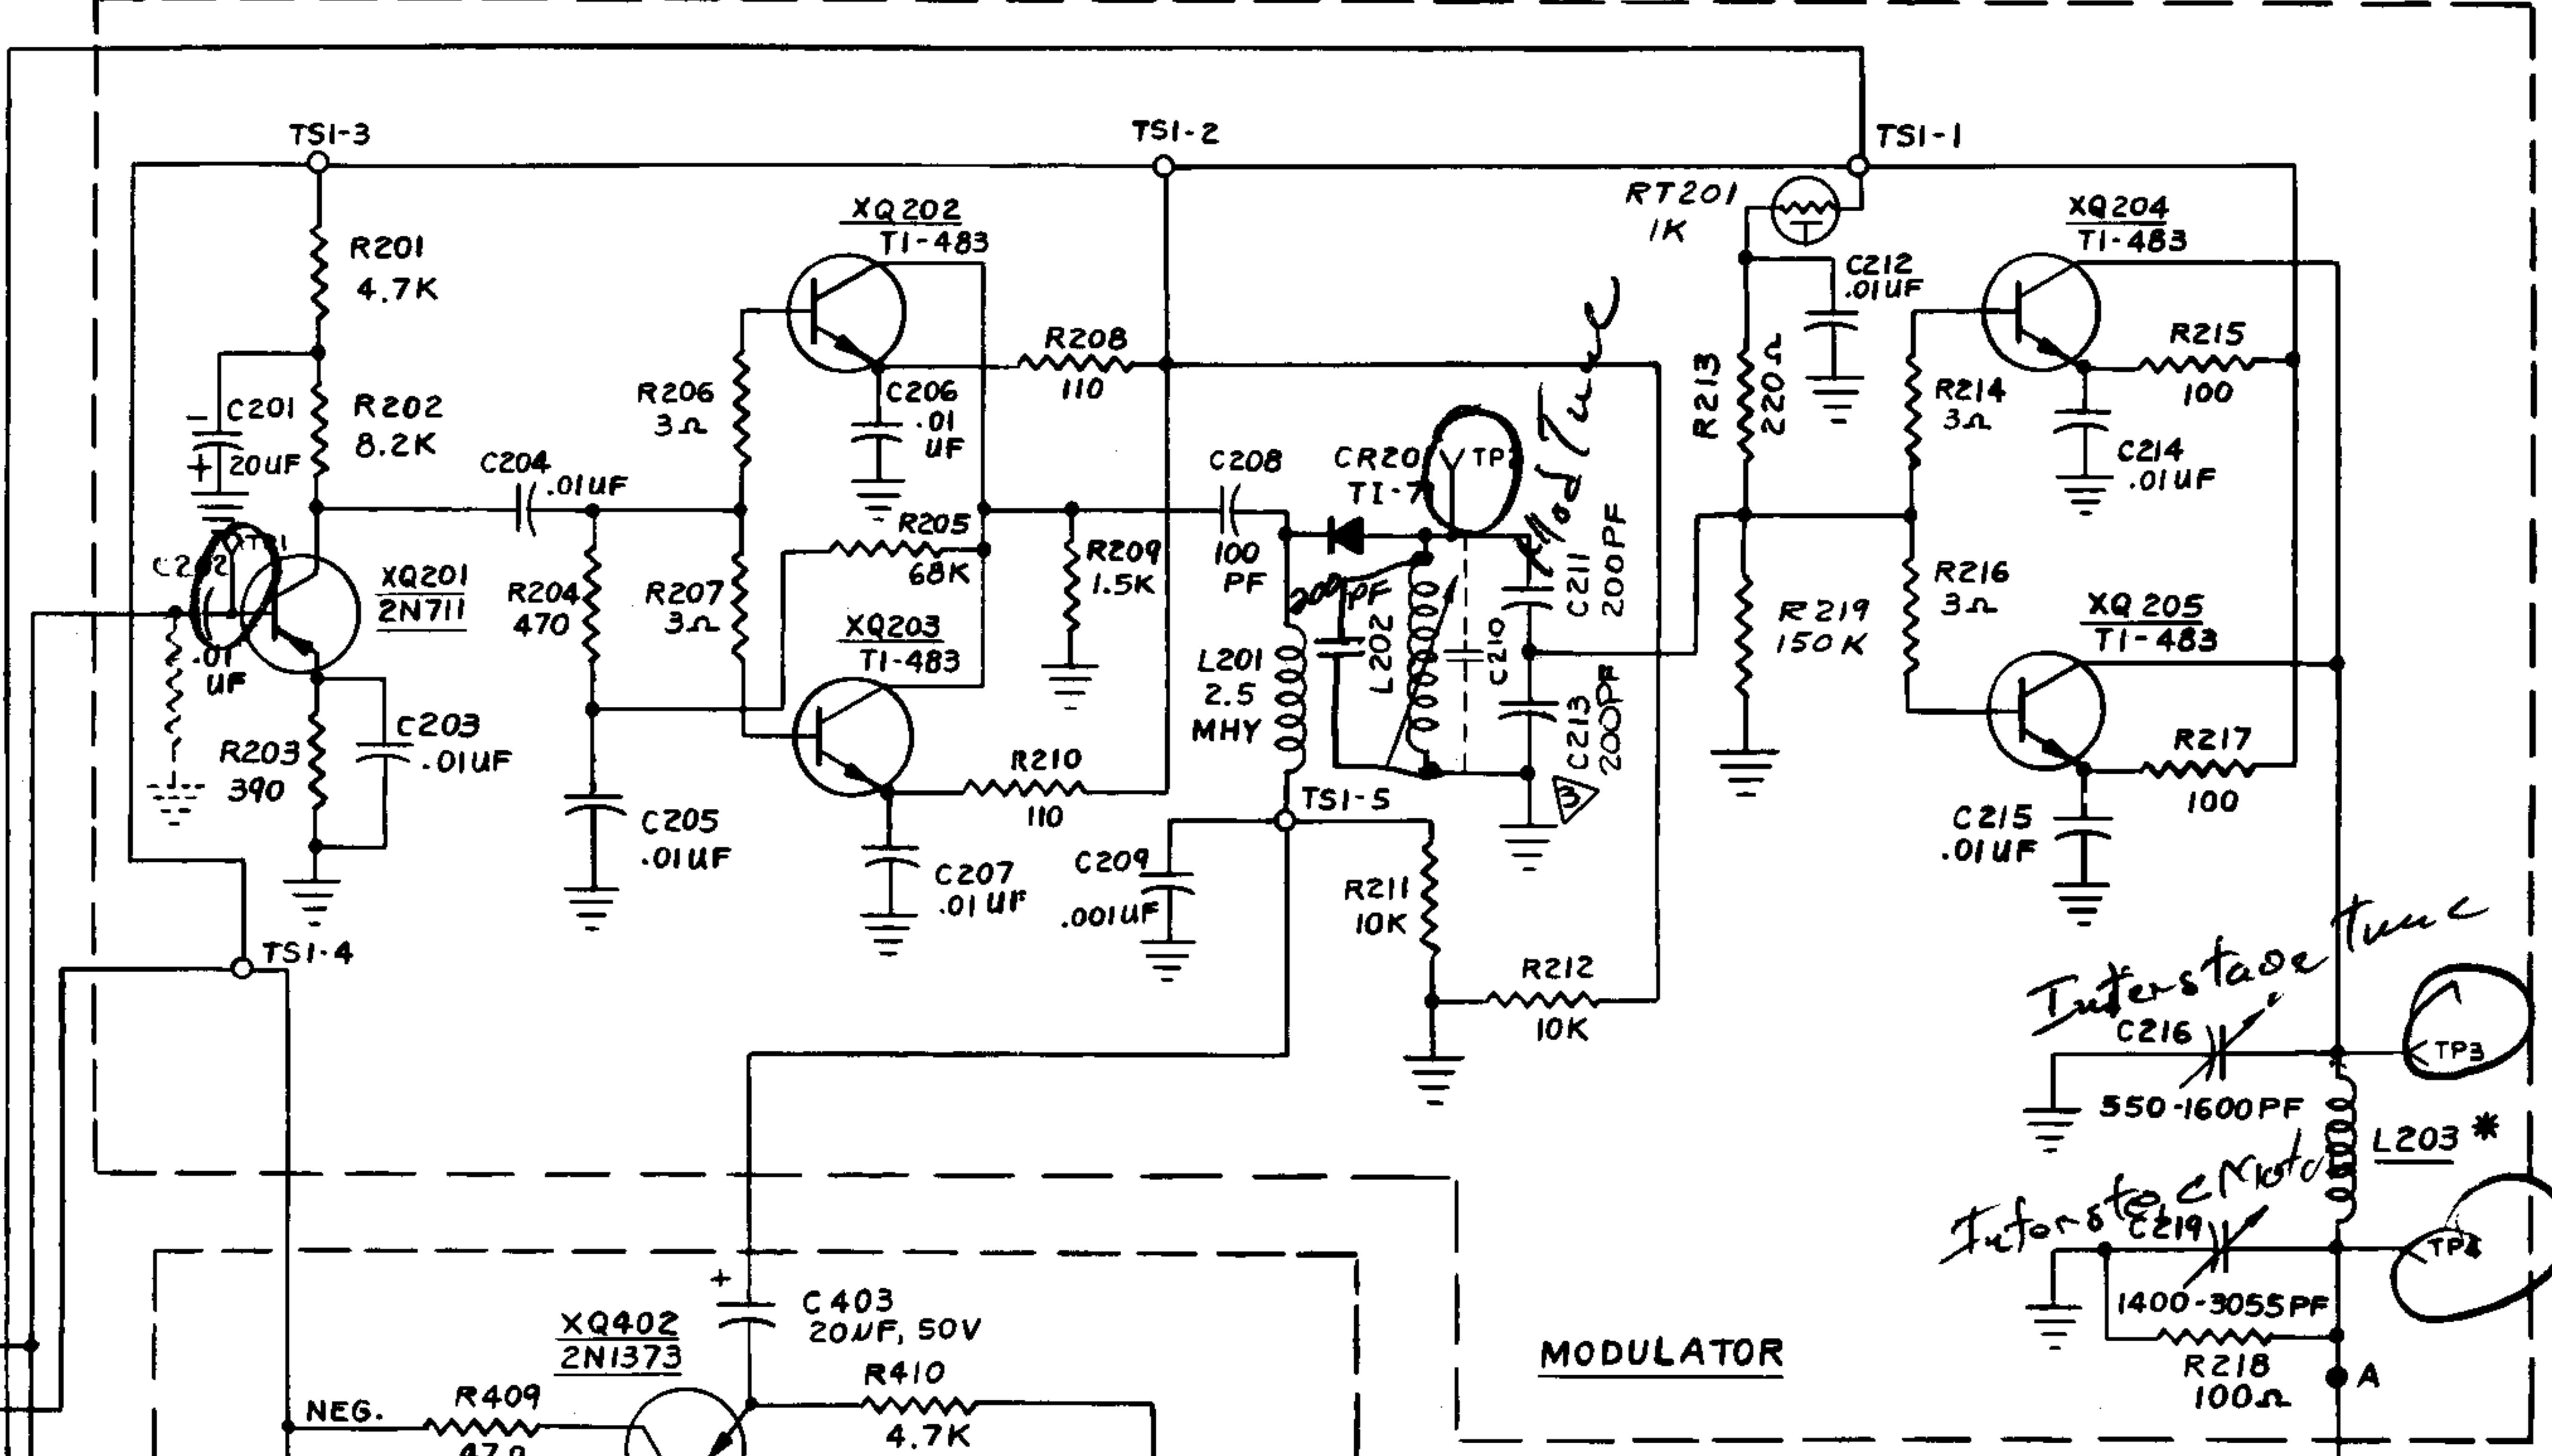 TS1-3
TS1-2
TS1-1
R201
4.7K
XQ202
TI-483
RT201
1K
XQ204
TI-483
C212
.01UF
R208
110
R215
100
R213
220Ω
R206
3Ω
C206
.01
UF
R214
3Ω
C214
.01UF
- C201
+ 20UF
R202
8.2K
C204
.01UF
C208
100
PF
TP
Mod Tune
R205
68K
R209
1.5K
C211
200PF
200PF
XQ201
2N711
.01
UF
R204
470
R207
3Ω
XQ203
TI-483
L201
2.5
MHY
L202
C210
C213
200PF
3
R219
150K
R216
3Ω
XQ205
TI-483
R217
100
C215
.01UF
R203
390
C203
.01UF
R210
110
TS1-5
C205
.01UF
C207
.01UF
C209
.001UF
R211
10K
R212
10K
TS1-4
Interstage Tune
C216
550-1600PF
TP3
L203 *
C219
1400-3055PF
TP4
R218
100Ω
A
MODULATOR
+
C403
20UF, 50V
XQ402
2N1373
R409
NEG.
R410
4.7K